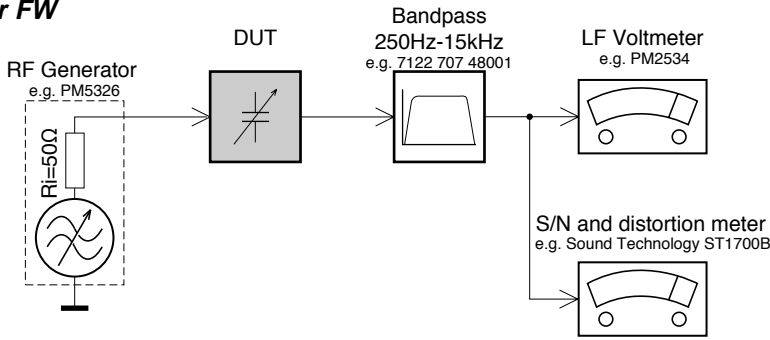 r FW
Bandpass
250Hz-15kHz
e.g. 7122 707 48001
DUT
LF Voltmeter
e.g. PM2534
RF Generator
e.g. PM5326
Ri=50Ω
S/N and distortion meter
e.g. Sound Technology ST1700B